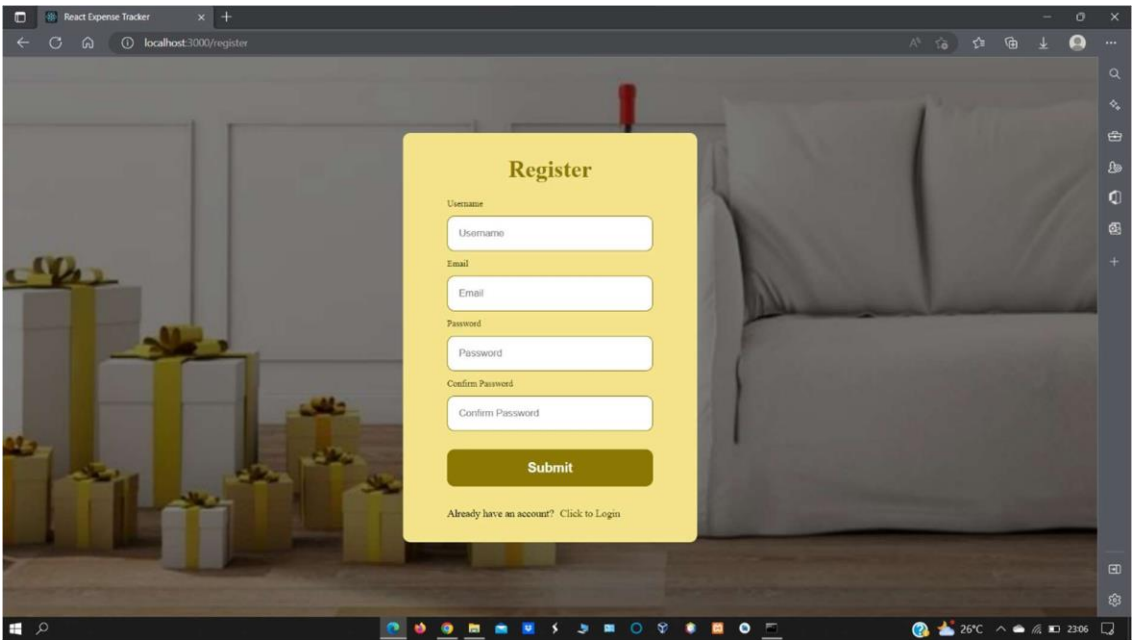 React Expense Tracker
localhost:3000/register
Register
Username
Username
Email
Email
Password
Password
Confirm Password
Confirm Password
Submit
Already have an account? Click to Login
26°C
23:06